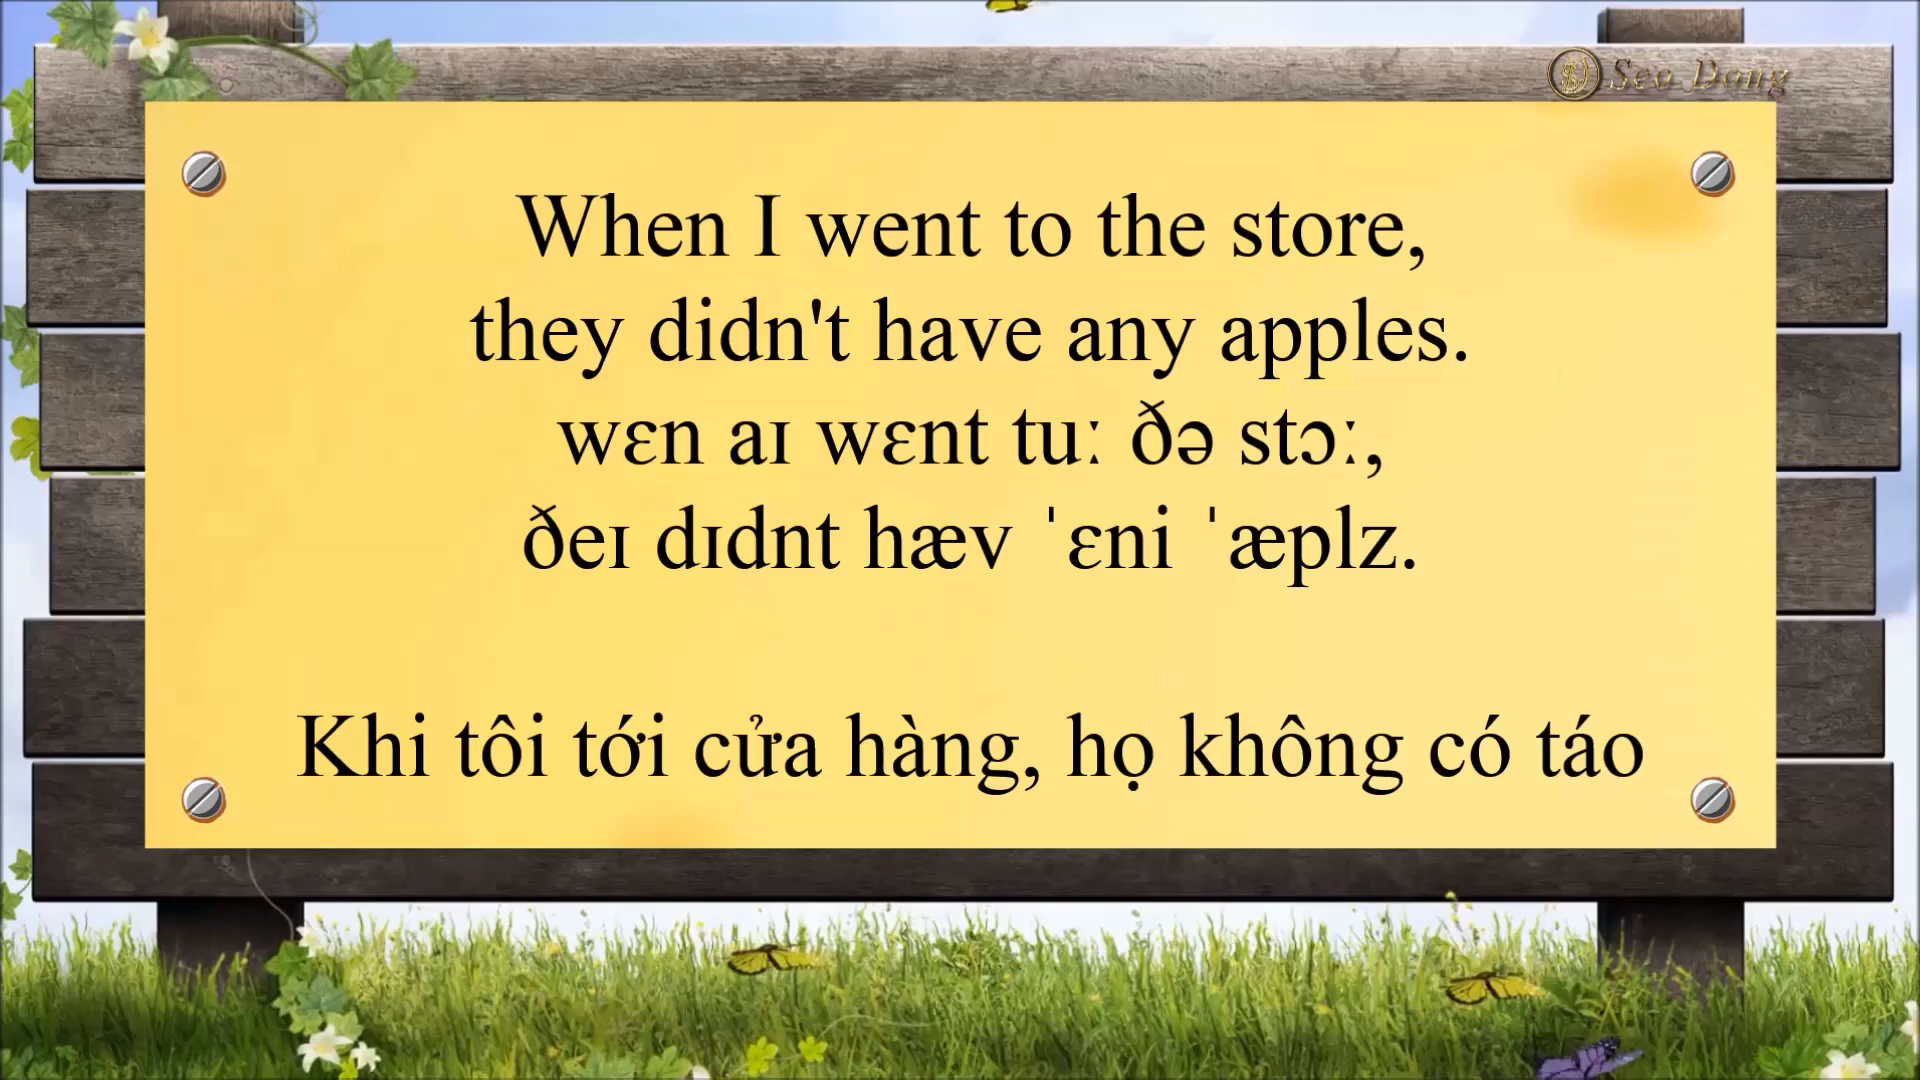 Seo Dong
When I went to the store,
they didn't have any apples.
wɛn aɪ wɛnt tuː ðə stɔː,
ðeɪ dɪdnt hæv ˈɛni ˈæplz.
Khi tôi tới cửa hàng, họ không có táo